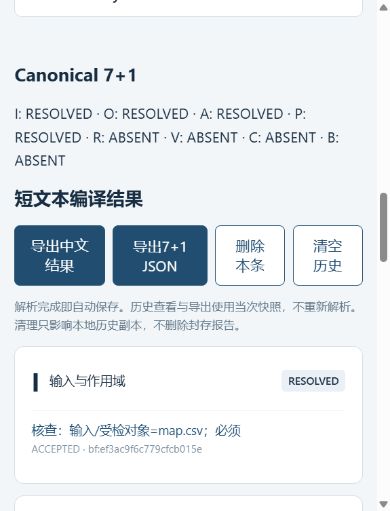 Canonical 7+1
I: RESOLVED · O: RESOLVED · A: RESOLVED · P:
RESOLVED · R: ABSENT · V: ABSENT · C: ABSENT · B:
ABSENT
短文本编译结果
导出中文
结果
导出7+1
JSON
删除
本条
清空
历史
解析完成即自动保存。历史查看与导出使用当次快照，不重新解析。
清理只影响本地历史副本，不删除封存报告。
输入与作用域
RESOLVED
核查：输入/受检对象=map.csv；必须
ACCEPTED · bf:ef3ac9f6c779cfcb015e